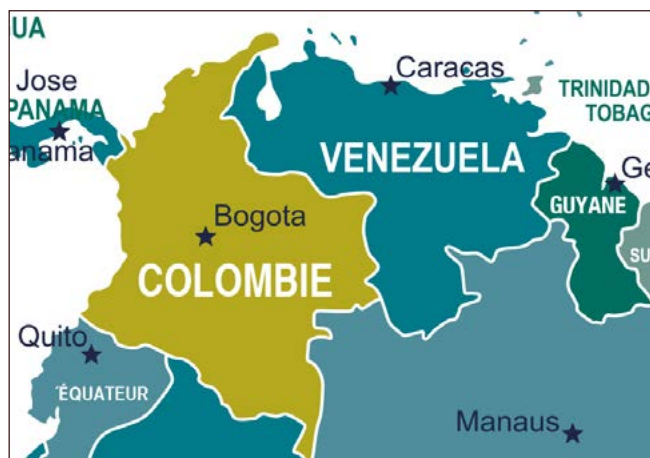 UA
Jose
PANAMA
anama
Caracas
TRINIDAD
TOBAG
VENEZUELA
Ge
GUYANE
SU
Bogota
COLOMBIE
Quito
ÉQUATEUR
Manaus